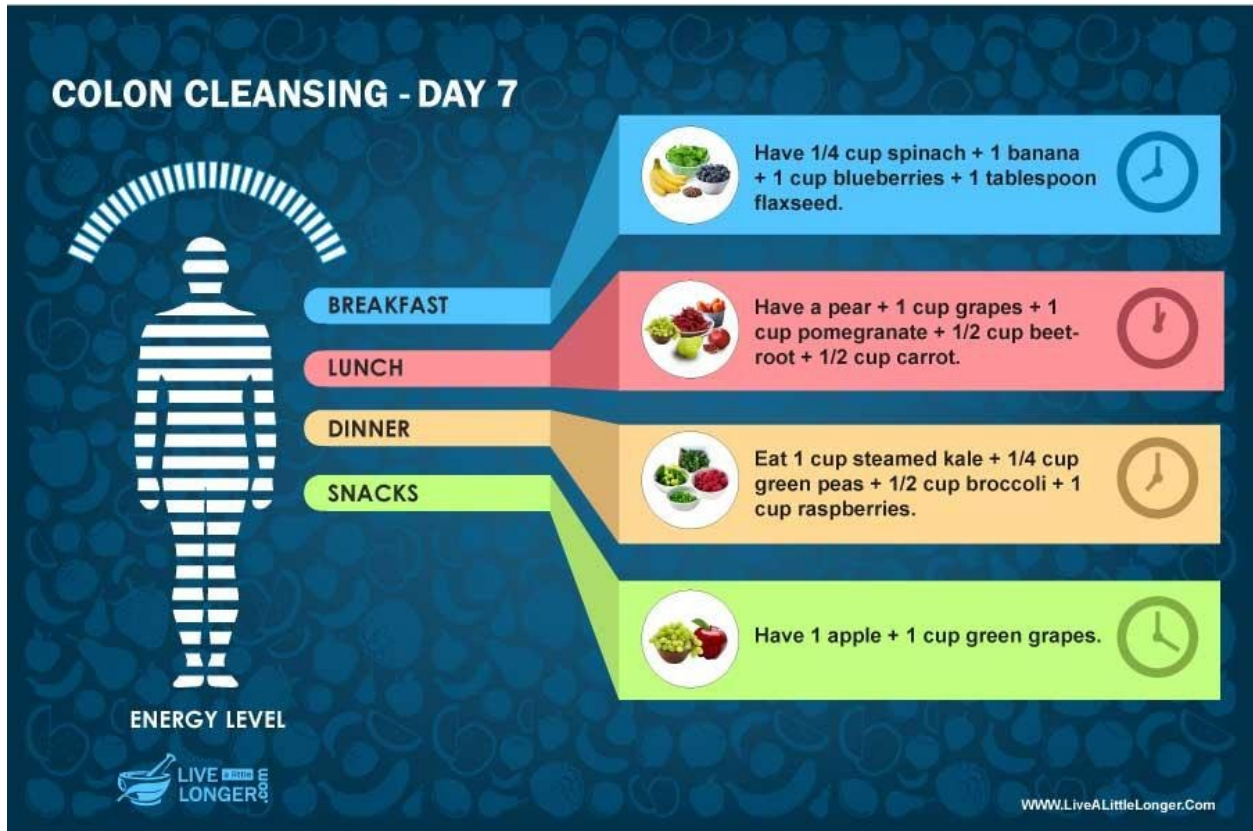 COLON CLEANSING - DAY 7
BREAKFAST
Have 1/4 cup spinach + 1 banana
+ 1 cup blueberries + 1 tablespoon
flaxseed.
LUNCH
Have a pear + 1 cup grapes + 1
cup pomegranate + 1/2 cup beet-
root + 1/2 cup carrot.
DINNER
Eat 1 cup steamed kale + 1/4 cup
green peas + 1/2 cup broccoli + 1
cup raspberries.
SNACKS
Have 1 apple + 1 cup green grapes.
ENERGY LEVEL
LIVE a little
LONGER.com
WWW.LiveALittleLonger.Com